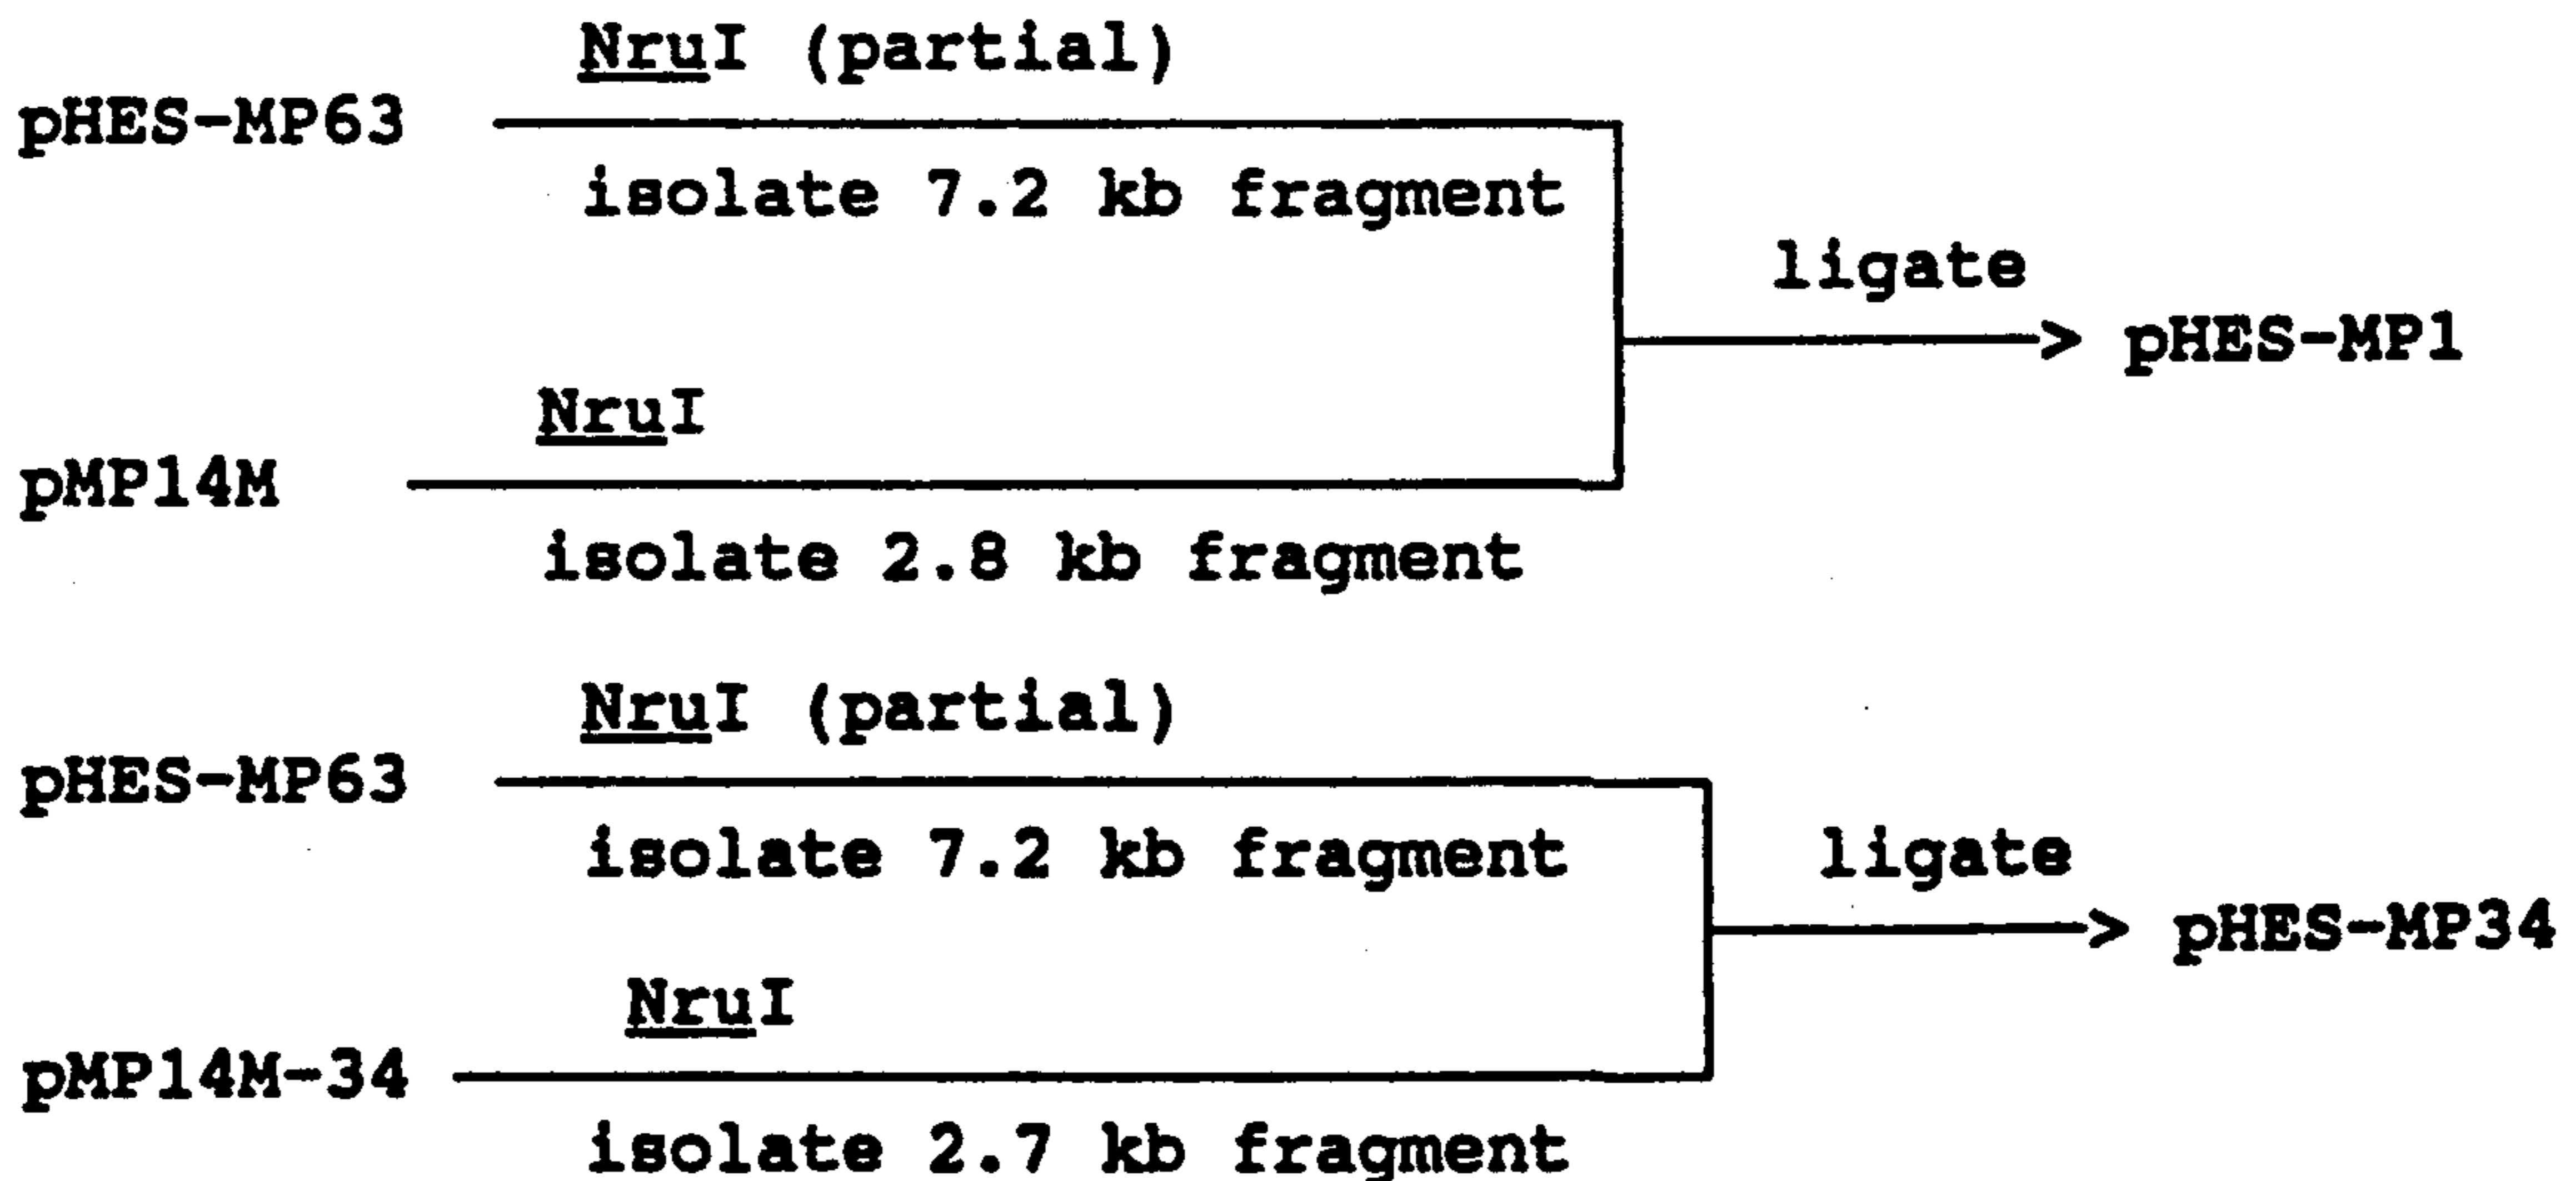 NruI (partial)
pHES-MP63
isolate 7.2 kb fragment
ligate
> pHES-MP1
NruI
pMP14M
isolate 2.8 kb fragment
NruI (partial)
pHES-MP63
isolate 7.2 kb fragment
ligate
> pHES-MP34
NruI
pMP14M-34
isolate 2.7 kb fragment